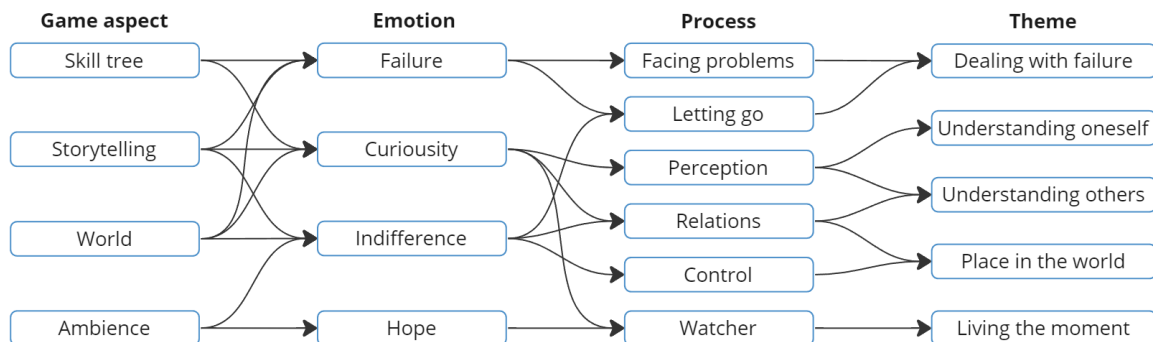 Game aspect Emotion Process Theme
Skill tree Failure Facing problems Dealing with failure
Letting go
Understanding oneself
Storytelling Curiousity
Perception
Understanding others
Relations
World Indifference
Place in the world
Control
Ambience Hope Watcher Living the moment